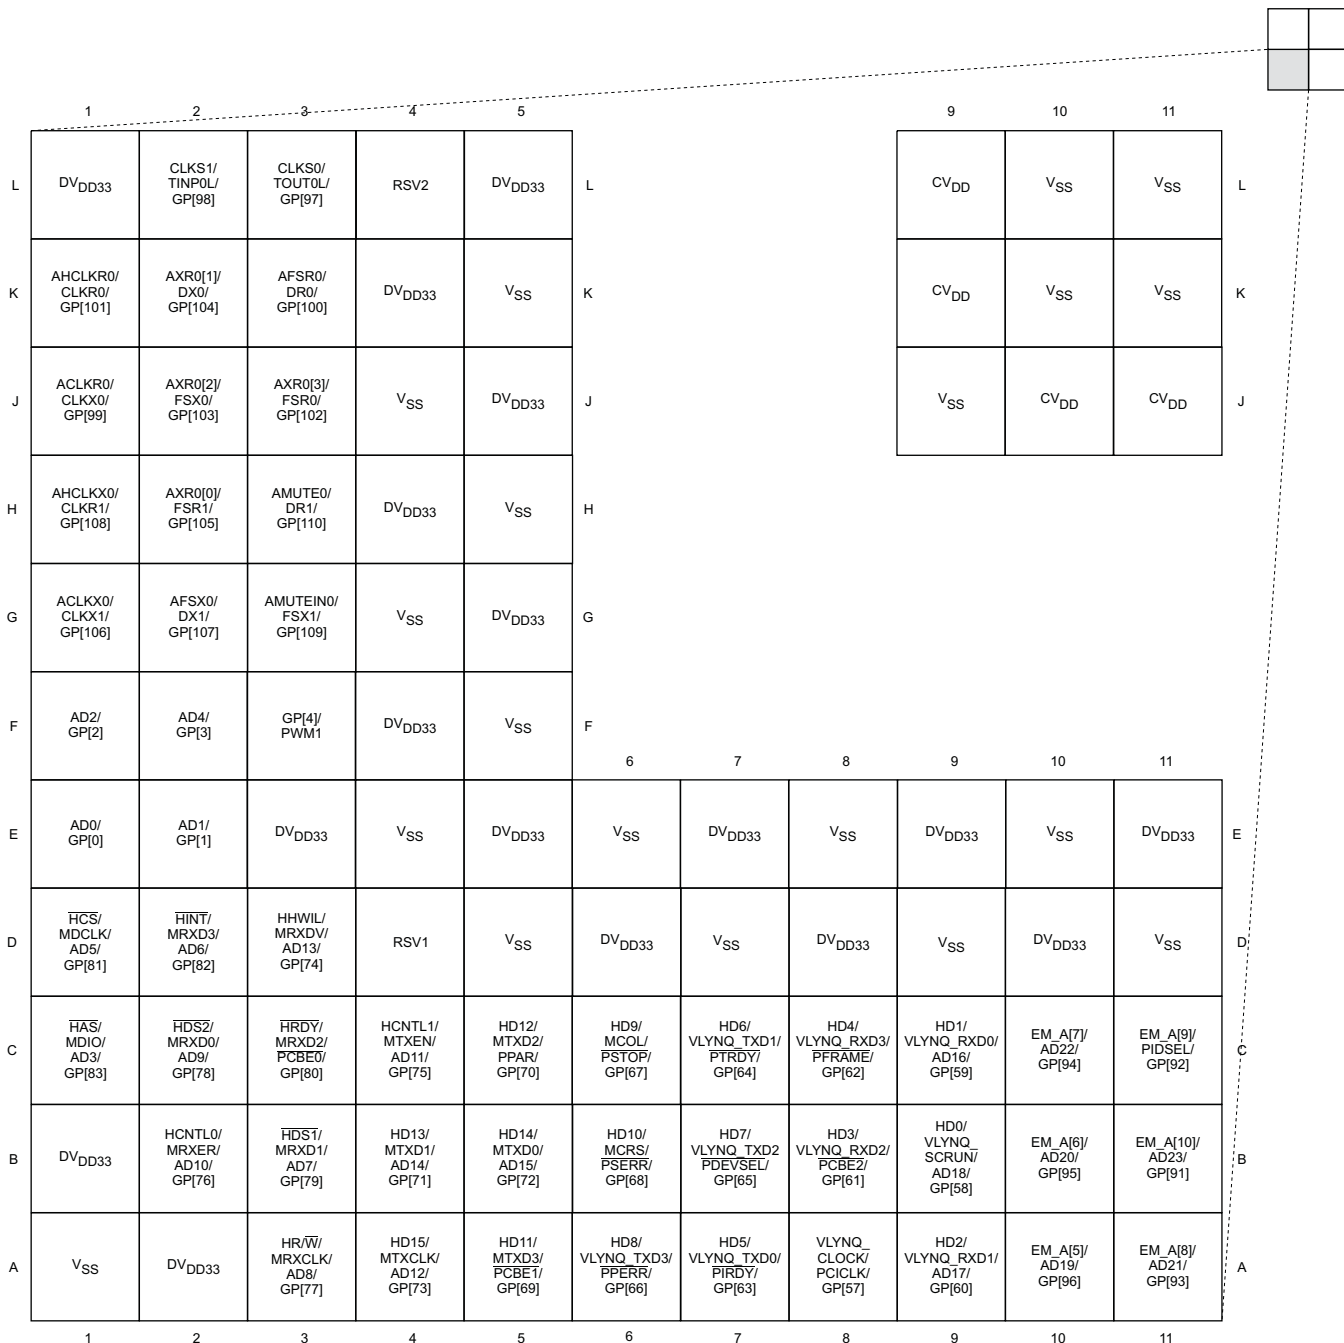 1 2 3 4 5 9 10 11
L DVDD33 CLKS1/ TINP0L/ GP[98] CLKS0/ TOUT0L/ GP[97] RSV2 DVDD33 L CVDD VSS VSS L
K AHCLKR0/ CLKR0/ GP[101] AXR0[1]/ DX0/ GP[104] AFSR0/ DR0/ GP[100] DVDD33 VSS K CVDD VSS VSS K
J ACLKR0/ CLKX0/ GP[99] AXR0[2]/ FSX0/ GP[103] AXR0[3]/ FSR0/ GP[102] VSS DVDD33 J VSS CVDD CVDD J
H AHCLKX0/ CLKR1/ GP[108] AXR0[0]/ FSR1/ GP[105] AMUTE0/ DR1/ GP[110] DVDD33 VSS H
G ACLKX0/ CLKX1/ GP[106] AFSX0/ DX1/ GP[107] AMUTEIN0/ FSX1/ GP[109] VSS DVDD33 G
F AD2/ GP[2] AD4/ GP[3] GP[4]/ PWM1 DVDD33 VSS F
6 7 8 9 10 11
E AD0/ GP[0] AD1/ GP[1] DVDD33 VSS DVDD33 VSS DVDD33 VSS DVDD33 VSS DVDD33 E
D HCS/ MDCLK/ AD5/ GP[81] HINT/ MRXD3/ AD6/ GP[82] HHWIL/ MRXDV/ AD13/ GP[74] RSV1 VSS DVDD33 VSS DVDD33 VSS DVDD33 VSS D
C HAS/ MDIO/ AD3/ GP[83] HDS2/ MRXD0/ AD9/ GP[78] HRDY/ MRXD2/ PCBE0/ GP[80] HCNTL1/ MTXEN/ AD11/ GP[75] HD12/ MTXD2/ PPAR/ GP[70] HD9/ MCOL/ PSTOP/ GP[67] HD6/ VLYNQ_TXD1/ PTRDY/ GP[64] HD4/ VLYNQ_RXD3/ PFRAME/ GP[62] HD1/ VLYNQ_RXD0/ AD16/ GP[59] EM_A[7]/ AD22/ GP[94] EM_A[9]/ PIDSEL/ GP[92] C
B DVDD33 HCNTL0/ MRXER/ AD10/ GP[76] HDS1/ MRXD1/ AD7/ GP[79] HD13/ MTXD1/ AD14/ GP[71] HD14/ MTXD0/ AD15/ GP[72] HD10/ MCRS/ PSERR/ GP[68] HD7/ VLYNQ_TXD2 PDEVSEL/ GP[65] HD3/ VLYNQ_RXD2/ PCBE2/ GP[61] HD0/ VLYNQ_ SCRUN/ AD18/ GP[58] EM_A[6]/ AD20/ GP[95] EM_A[10]/ AD23/ GP[91] B
A VSS DVDD33 HR/W/ MRXCLK/ AD8/ GP[77] HD15/ MTXCLK/ AD12/ GP[73] HD11/ MTXD3/ PCBE1/ GP[69] HD8/ VLYNQ_TXD3/ PPERR/ GP[66] HD5/ VLYNQ_TXD0/ PIRDY/ GP[63] VLYNQ_ CLOCK/ PCICLK/ GP[57] HD2/ VLYNQ_RXD1/ AD17/ GP[60] EM_A[5]/ AD19/ GP[96] EM_A[8]/ AD21/ GP[93] A
1 2 3 4 5 6 7 8 9 10 11